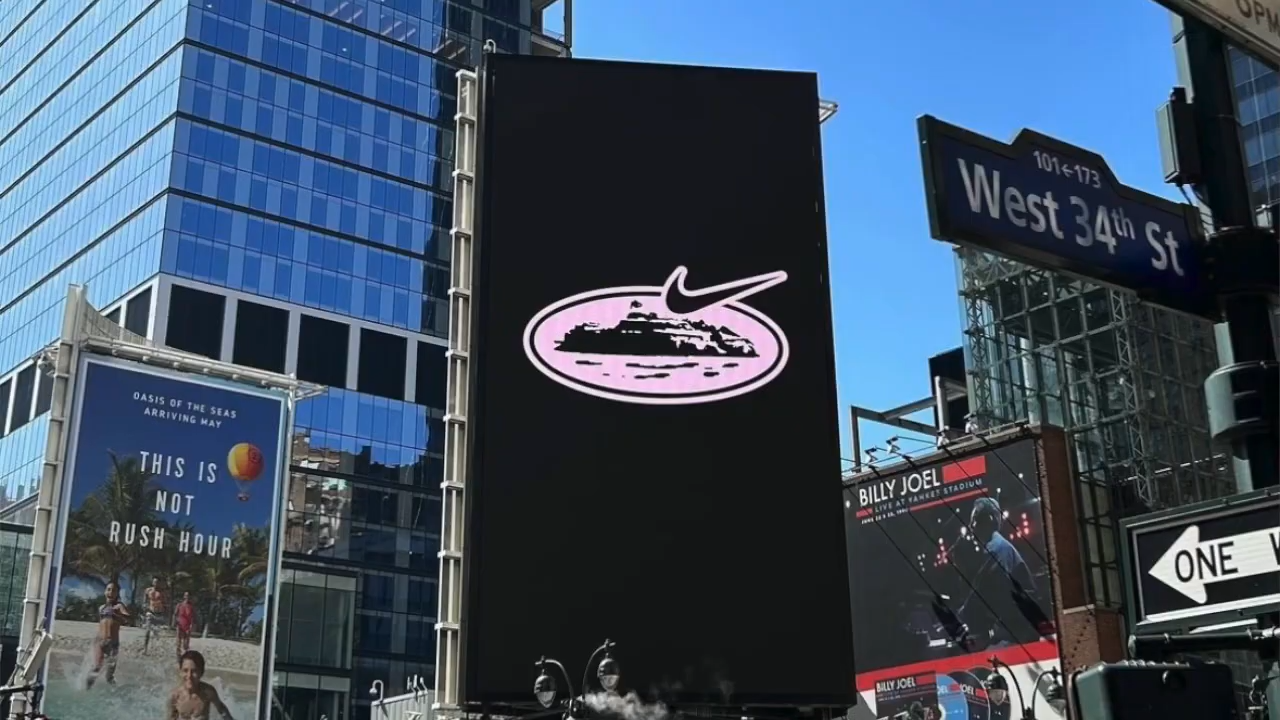 OASIS OF THE SEAS
ARRIVING MAY
THIS IS
NOT
RUSH HOUR
101←173
West 34th St
BILLY JOEL
LIVE AT YANKEE STADIUM
ONE
BILLY JOEL